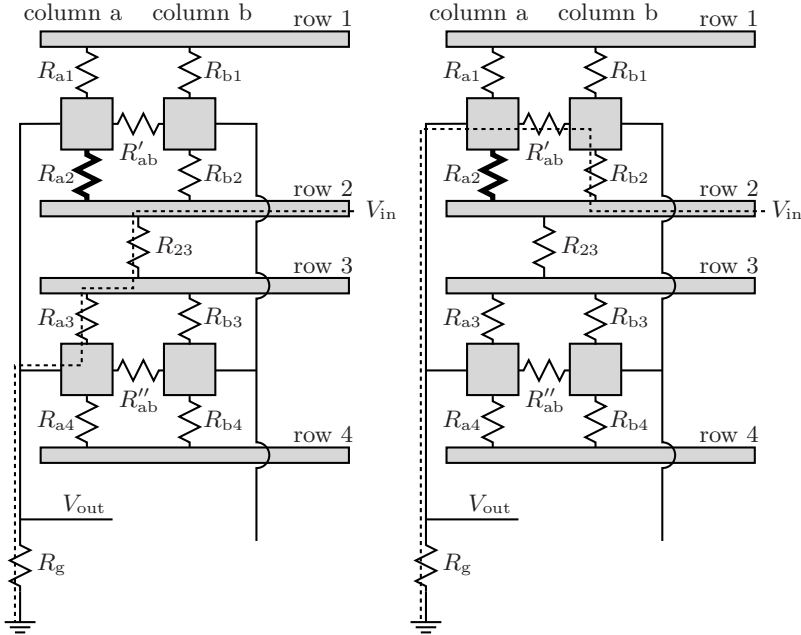 column a column b
row 1
R_a1 R_b1
R′_ab
R_a2 R_b2
row 2
V_in
R_23
row 3
R_a3 R_b3
R″_ab
R_a4 R_b4
row 4
V_out
R_g
column a column b
row 1
R_a1 R_b1
R′_ab
R_a2 R_b2
row 2
V_in
R_23
row 3
R_a3 R_b3
R″_ab
R_a4 R_b4
row 4
V_out
R_g